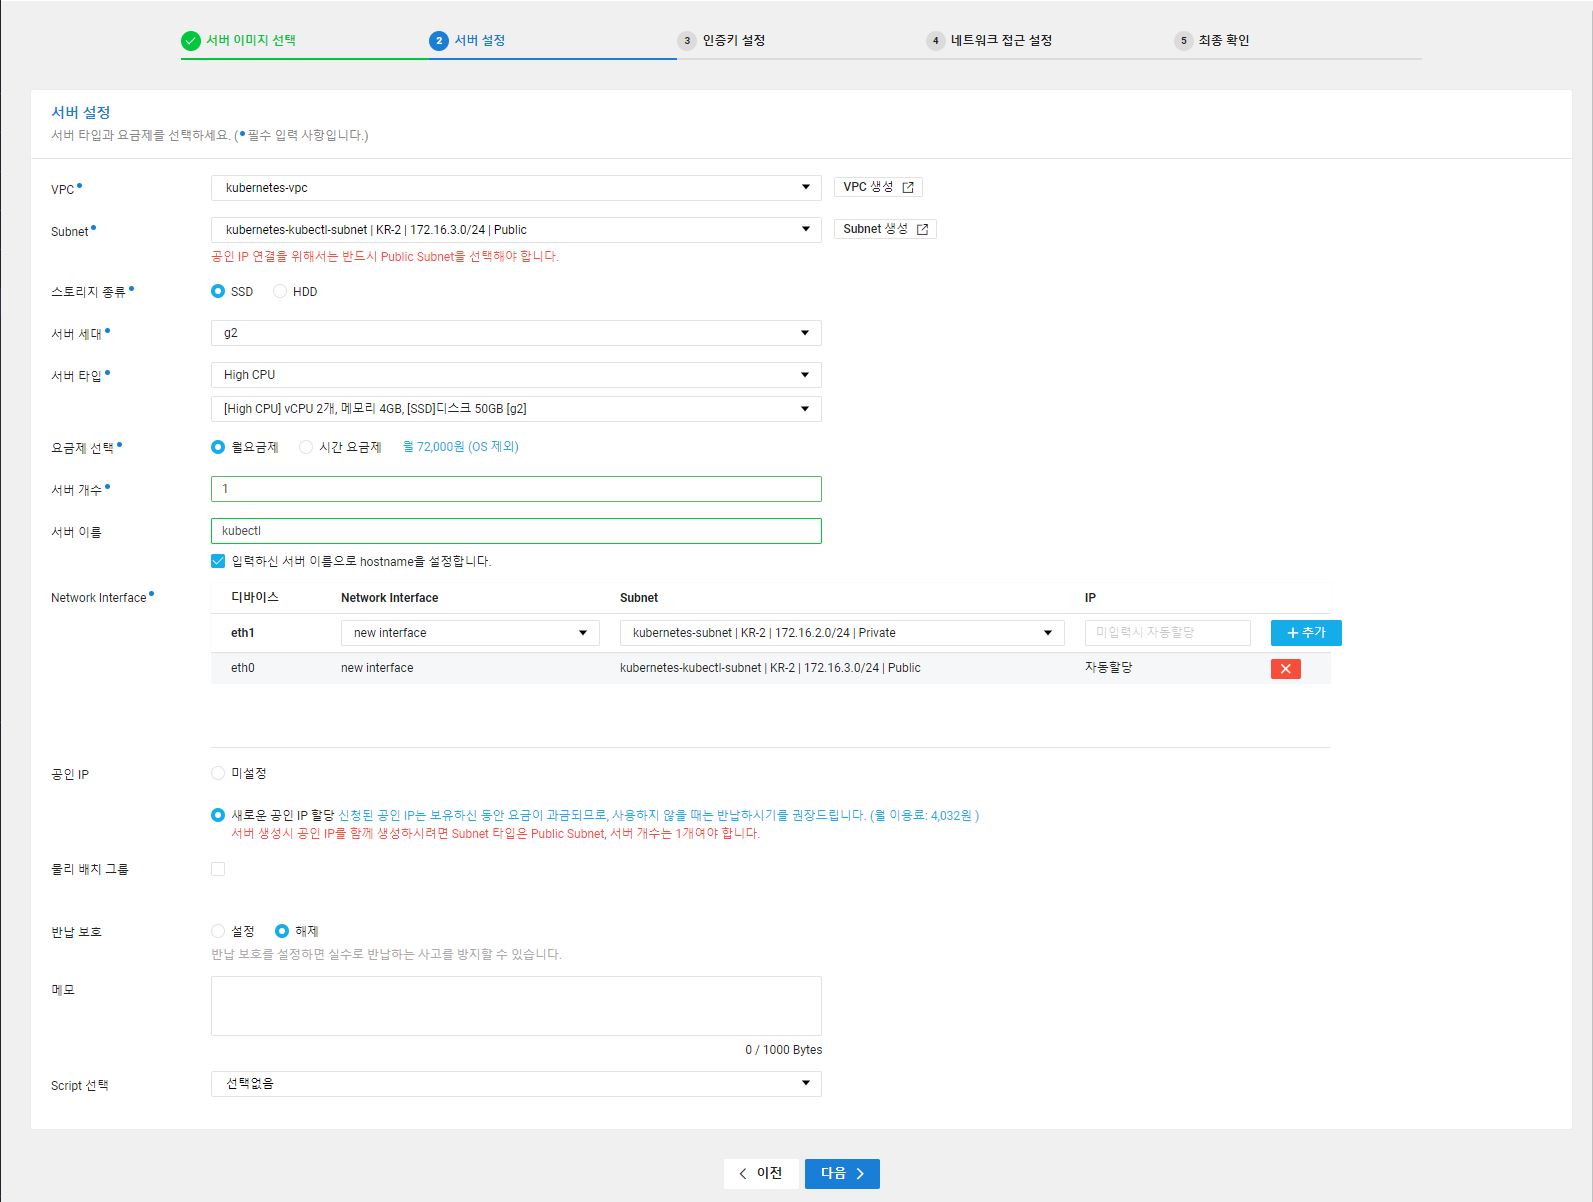 서버 이미지 선택
2 서버 설정
3 인증키 설정
4 네트워크 접근 설정
5 최종 확인
서버 설정
서버 타입과 요금제를 선택하세요. (•필수 입력 사항입니다.)
VPC• kubernetes-vpc VPC 생성
Subnet• kubernetes-kubectl-subnet | KR-2 | 172.16.3.0/24 | Public Subnet 생성
공인 IP 연결을 위해서는 반드시 Public Subnet을 선택해야 합니다.
스토리지 종류• SSD HDD
서버 세대• g2
서버 타입• High CPU
[High CPU] vCPU 2개, 메모리 4GB, [SSD]디스크 50GB [g2]
요금제 선택• 월요금제 시간 요금제 월 72,000원 (OS 제외)
서버 개수• 1
서버 이름 kubectl
입력하신 서버 이름으로 hostname을 설정합니다.
Network Interface• 디바이스 Network Interface Subnet IP
eth1 new interface kubernetes-subnet | KR-2 | 172.16.2.0/24 | Private 미입력시 자동할당 + 추가
eth0 new interface kubernetes-kubectl-subnet | KR-2 | 172.16.3.0/24 | Public 자동할당
공인 IP 미설정
새로운 공인 IP 할당 신청된 공인 IP는 보유하신 동안 요금이 과금되므로, 사용하지 않을 때는 반납하시기를 권장드립니다. (월 이용료: 4,032원 )
서버 생성시 공인 IP를 함께 생성하시려면 Subnet 타입은 Public Subnet, 서버 개수는 1개여야 합니다.
물리 배치 그룹
반납 보호 설정 해제
반납 보호를 설정하면 실수로 반납하는 사고를 방지할 수 있습니다.
메모
0 / 1000 Bytes
Script 선택 선택없음
이전 다음